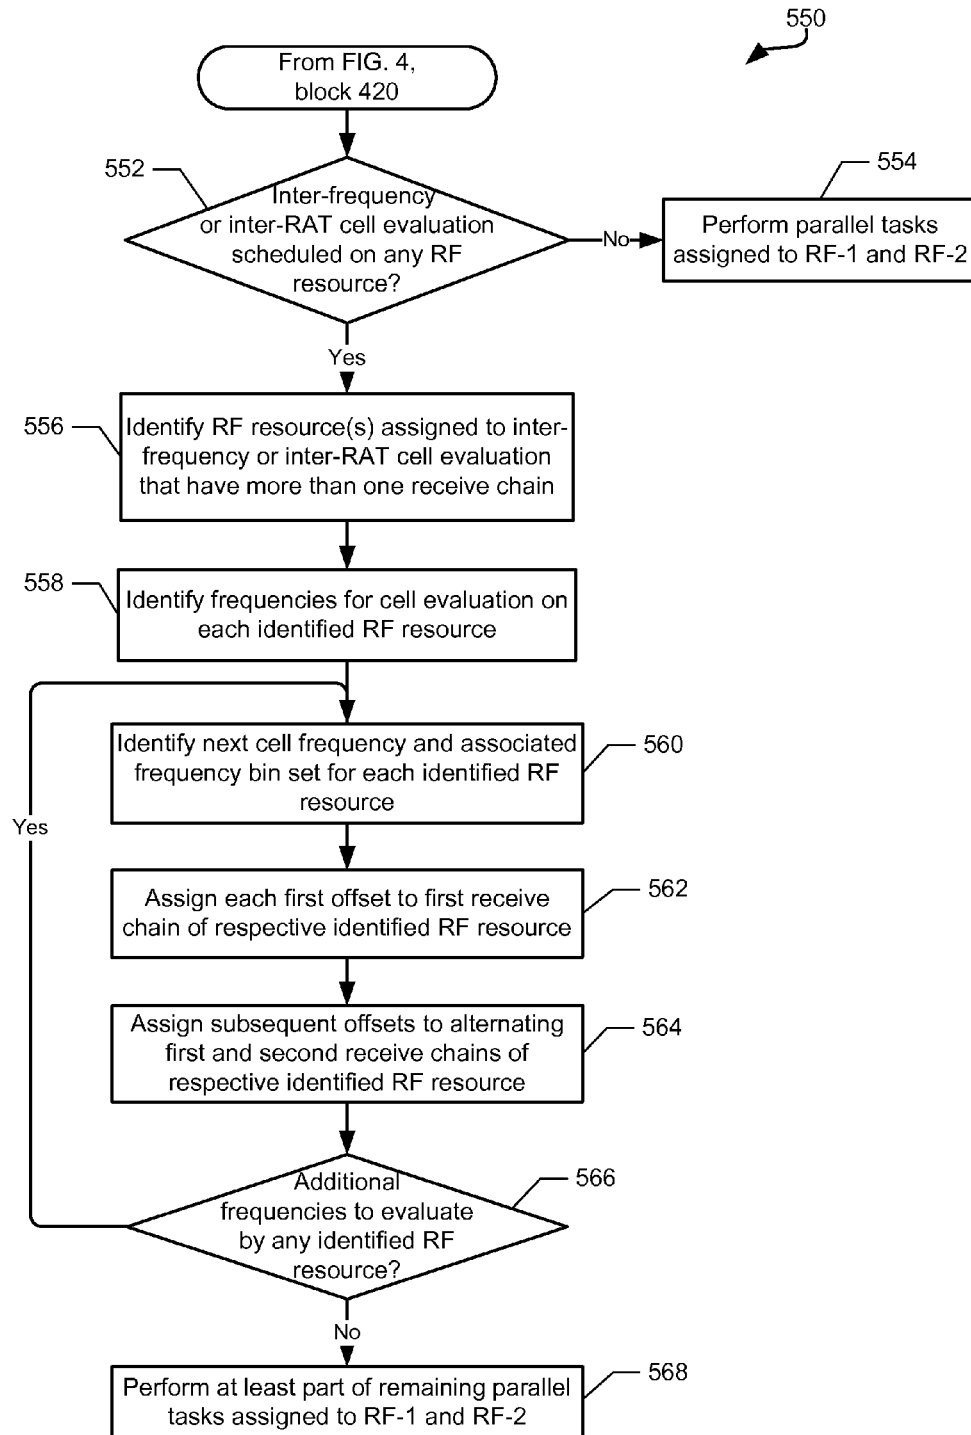 550
From FIG. 4,
block 420
552
Inter-frequency
or inter-RAT cell evaluation
scheduled on any RF
resource?
No
554
Perform parallel tasks
assigned to RF-1 and RF-2
Yes
556
Identify RF resource(s) assigned to inter-
frequency or inter-RAT cell evaluation
that have more than one receive chain
558
Identify frequencies for cell evaluation on
each identified RF resource
Identify next cell frequency and associated
frequency bin set for each identified RF
resource
560
Yes
Assign each first offset to first receive
chain of respective identified RF resource
562
Assign subsequent offsets to alternating
first and second receive chains of
respective identified RF resource
564
Additional
frequencies to evaluate
by any identified RF
resource?
566
No
Perform at least part of remaining parallel
tasks assigned to RF-1 and RF-2
568